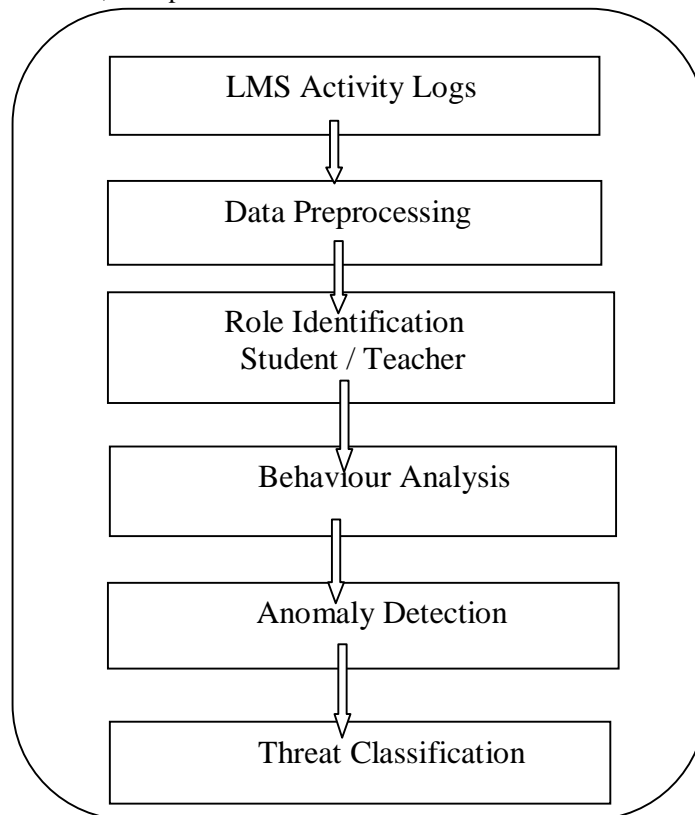 LMS Activity Logs
Data Preprocessing
Role Identification
Student / Teacher
Behaviour Analysis
Anomaly Detection
Threat Classification